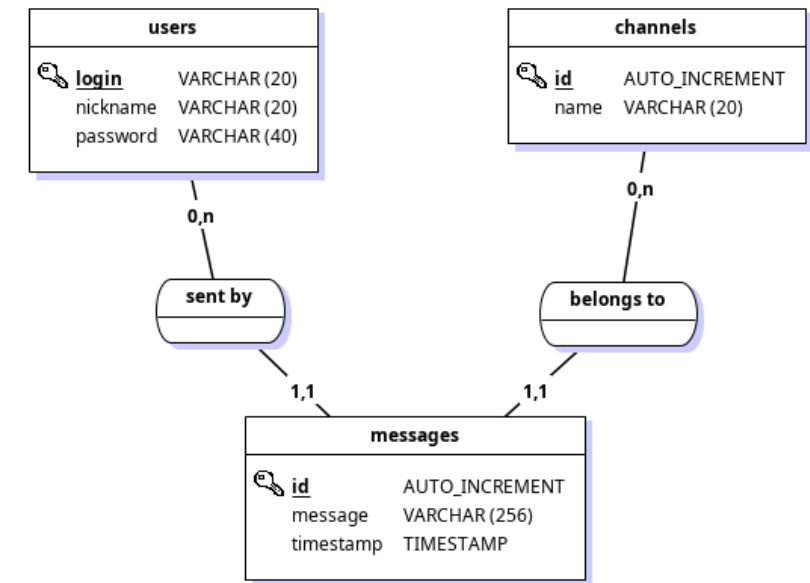 users
login VARCHAR (20)
nickname VARCHAR (20)
password VARCHAR (40)
channels
id AUTO_INCREMENT
name VARCHAR (20)
0,n
0,n
sent by
belongs to
1,1
1,1
messages
id AUTO_INCREMENT
message VARCHAR (256)
timestamp TIMESTAMP